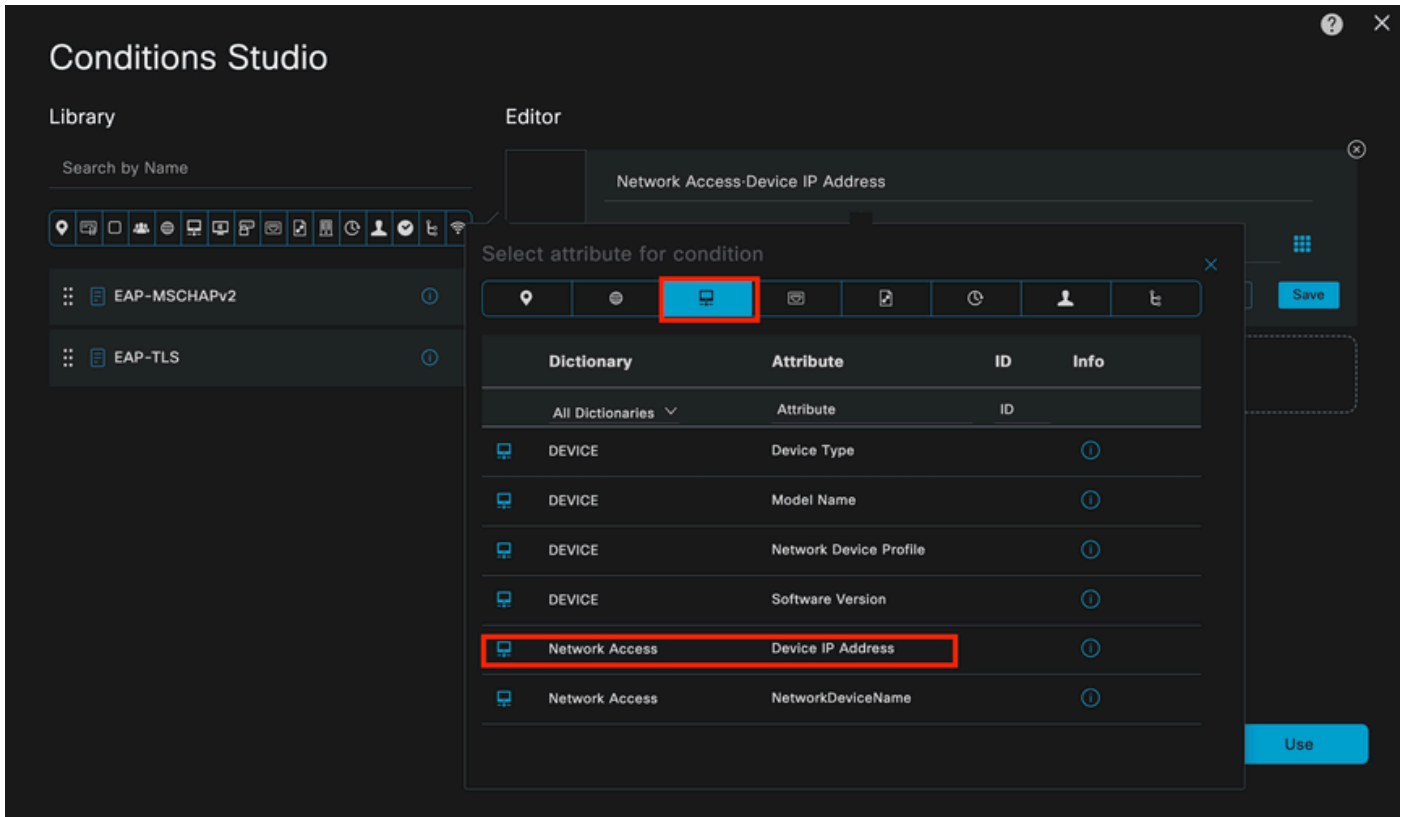 Conditions Studio
Library
Editor
Search by Name
Network Access·Device IP Address
EAP-MSCHAPv2
EAP-TLS
Select attribute for condition
Save
Dictionary Attribute ID Info
All Dictionaries Attribute ID
DEVICE Device Type
DEVICE Model Name
DEVICE Network Device Profile
DEVICE Software Version
Network Access Device IP Address
Network Access NetworkDeviceName
Use